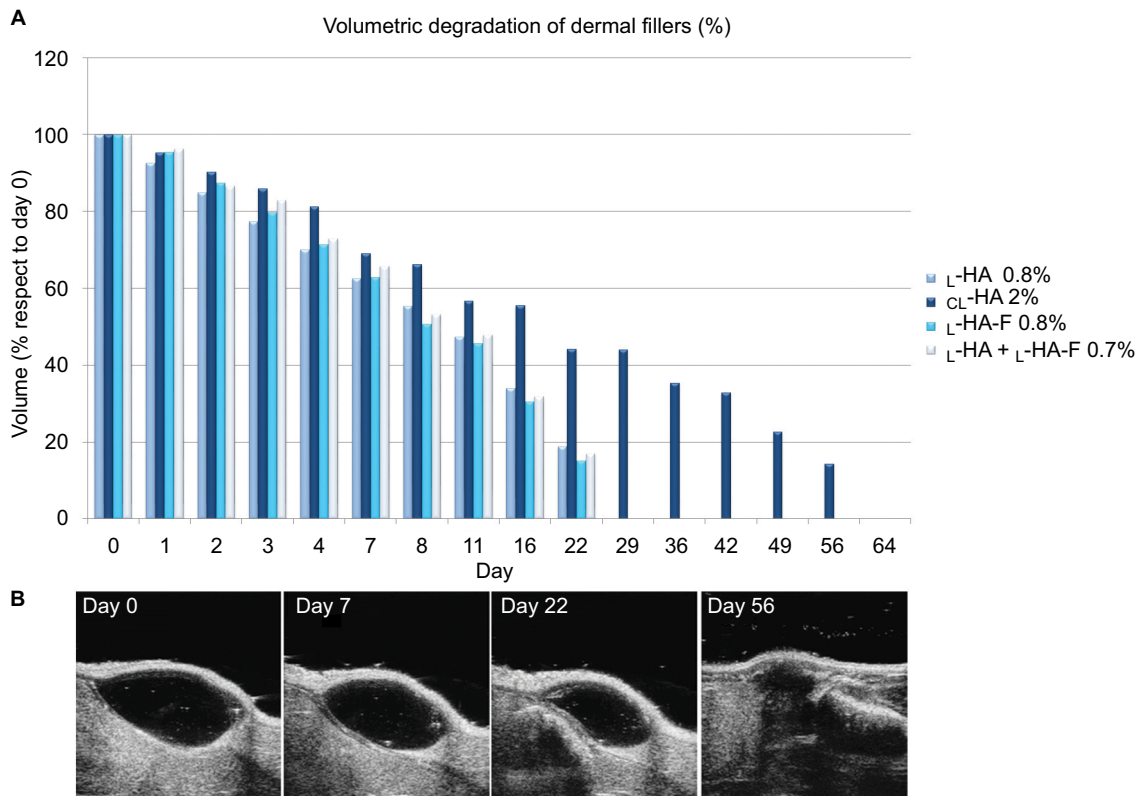 A
Volumetric degradation of dermal fillers (%)
120
100
80
60
40
20
0
Volume (% respect to day 0)
0 1 2 3 4 7 8 11 16 22 29 36 42 49 56 64
Day
L-HA 0.8%
CL-HA 2%
L-HA-F 0.8%
L-HA + L-HA-F 0.7%
B
Day 0 Day 7 Day 22 Day 56